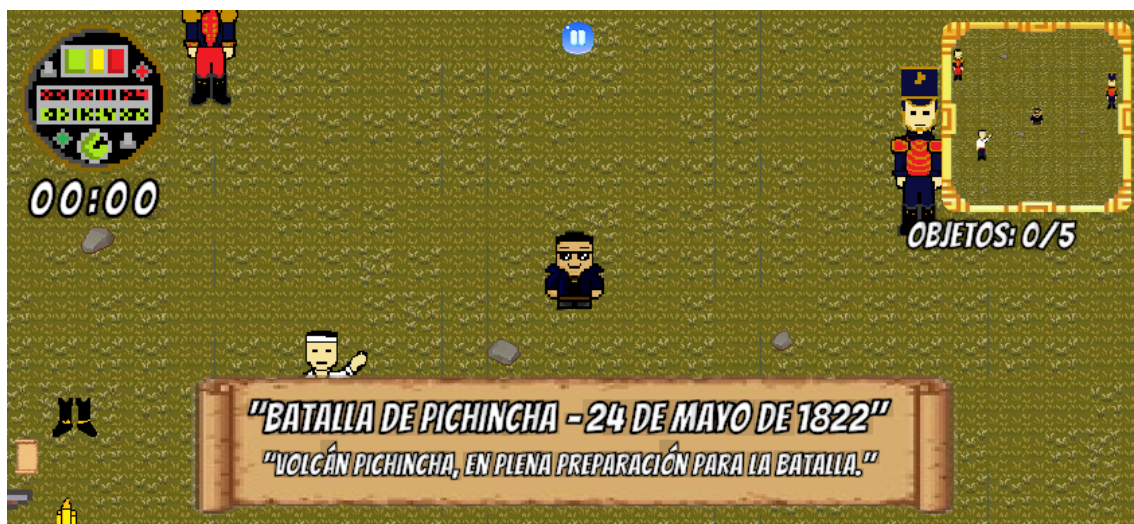 00:00
OBJETOS: 0/5
"BATALLA DE PICHINCHA - 24 DE MAYO DE 1822"
"VOLCÁN PICHINCHA, EN PLENA PREPARACIÓN PARA LA BATALLA."